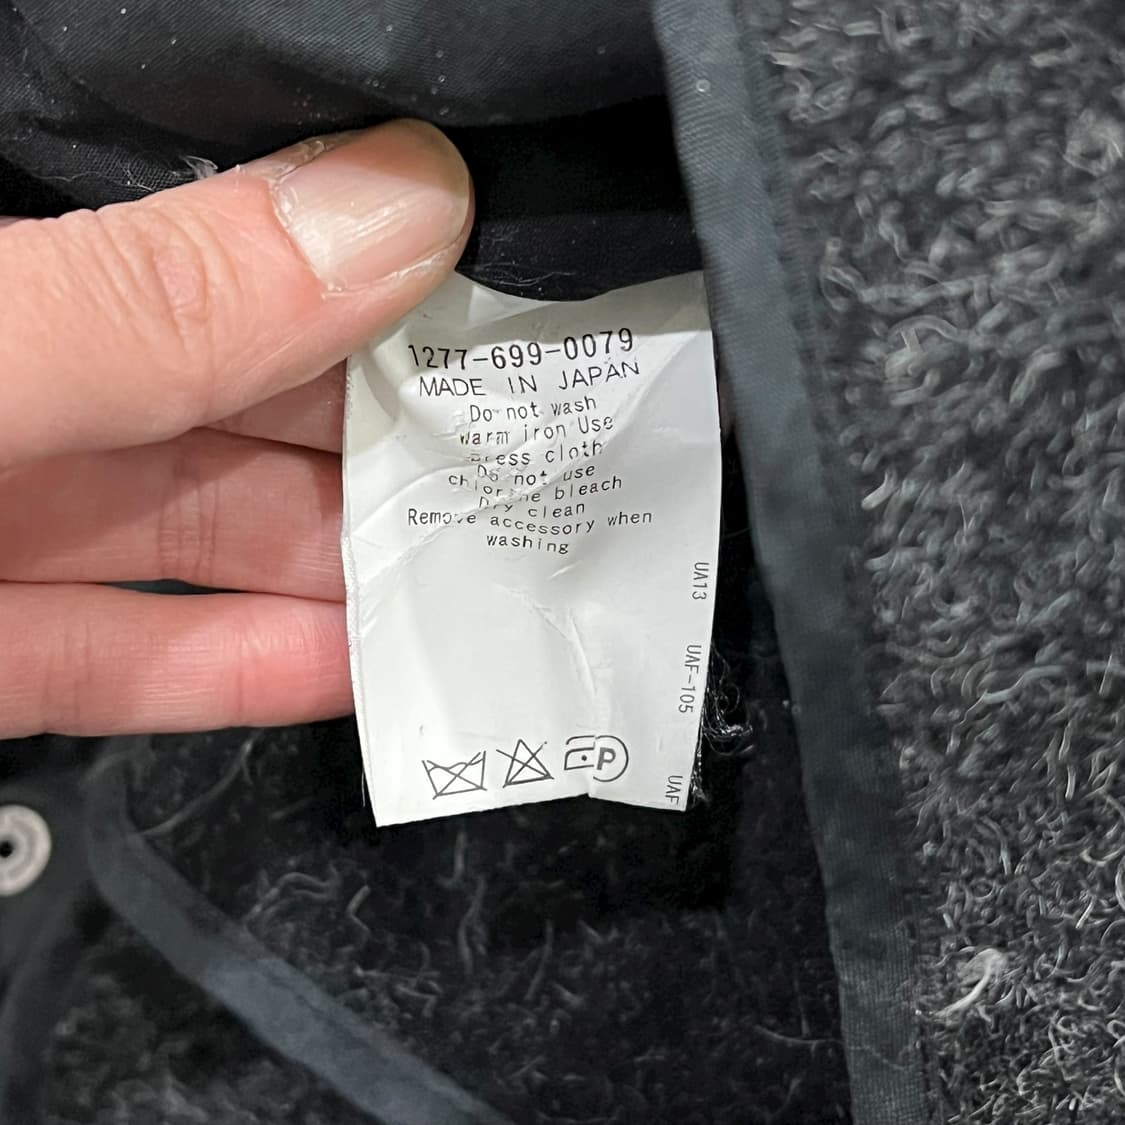 1277-699-0079
MADE IN JAPAN
Do not wash
Warm iron Use
press cloth
Do not use
chlorine bleach
Dry clean
Remove accessory when
washing
UA13
UAF-105
UAF
P